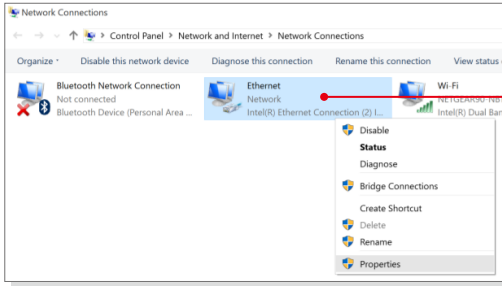 Network Connections
Control Panel > Network and Internet > Network Connections
Organize Disable this network device Diagnose this connection Rename this connection View status
Bluetooth Network Connection
Not connected
Bluetooth Device (Personal Area ...
Ethernet
Network
Intel(R) Ethernet Connection (2) I...
Wi-Fi
Intel(R) Dual Ban
Disable
Status
Diagnose
Bridge Connections
Create Shortcut
Delete
Rename
Properties